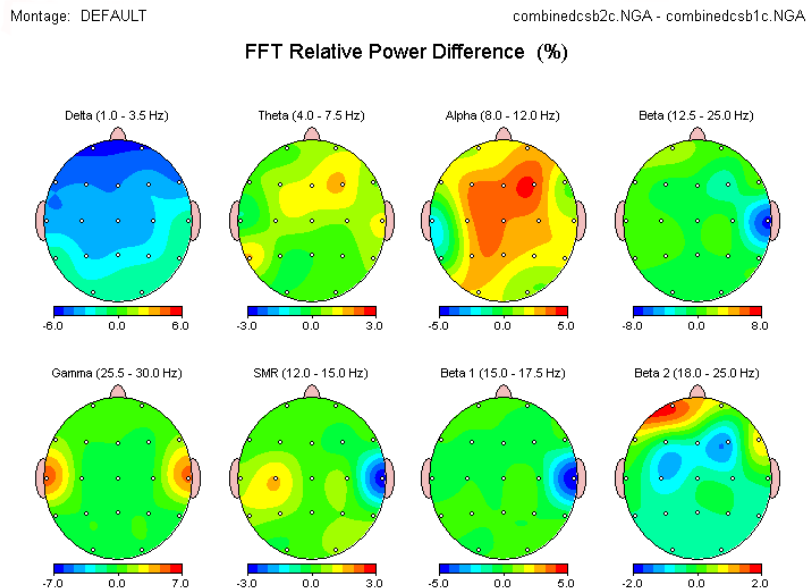 Montage: DEFAULT combinedcsb2c.NGA - combinedcsb1c.NGA
FFT Relative Power Difference (%)
Delta (1.0 - 3.5 Hz) Theta (4.0 - 7.5 Hz) Alpha (8.0 - 12.0 Hz) Beta (12.5 - 25.0 Hz)
-6.0 0.0 6.0 -3.0 0.0 3.0 -5.0 0.0 5.0 -8.0 0.0 8.0
Gamma (25.5 - 30.0 Hz) SMR (12.0 - 15.0 Hz) Beta 1 (15.0 - 17.5 Hz) Beta 2 (18.0 - 25.0 Hz)
-7.0 0.0 7.0 -3.0 0.0 3.0 -5.0 0.0 5.0 -2.0 0.0 2.0